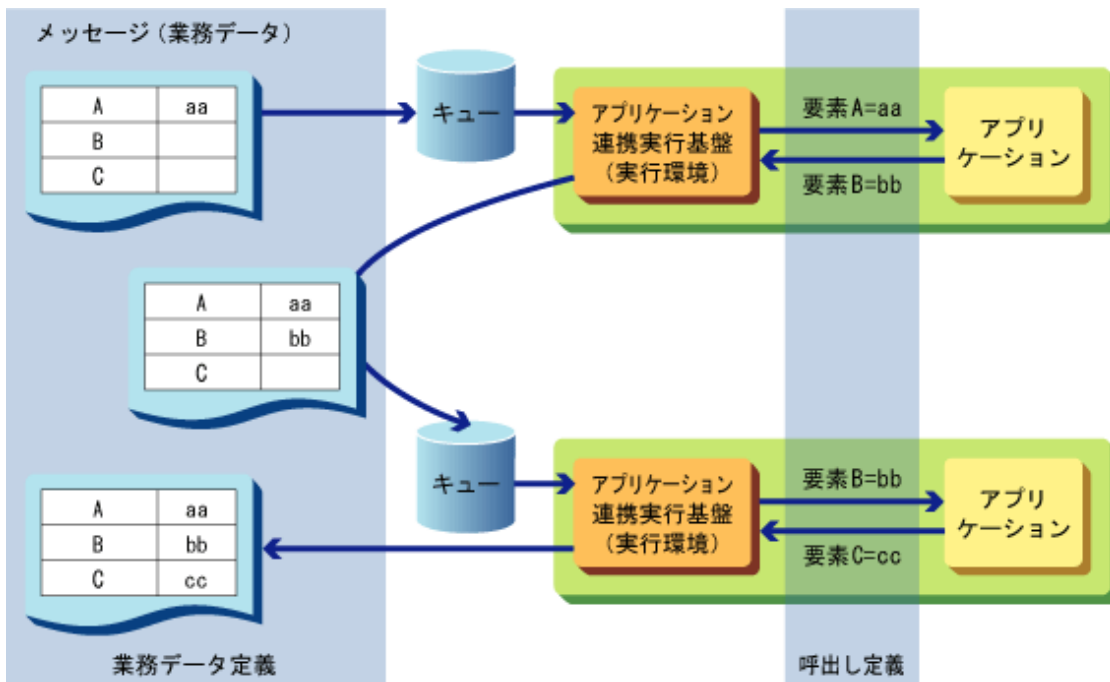 メッセージ（業務データ）
A aa
B
C
キュー
アプリケーション
連携実行基盤
（実行環境）
要素A=aa
要素B=bb
アプリ
ケーション
A aa
B bb
C
キュー
アプリケーション
連携実行基盤
（実行環境）
要素B=bb
要素C=cc
アプリ
ケーション
A aa
B bb
C cc
業務データ定義
呼出し定義